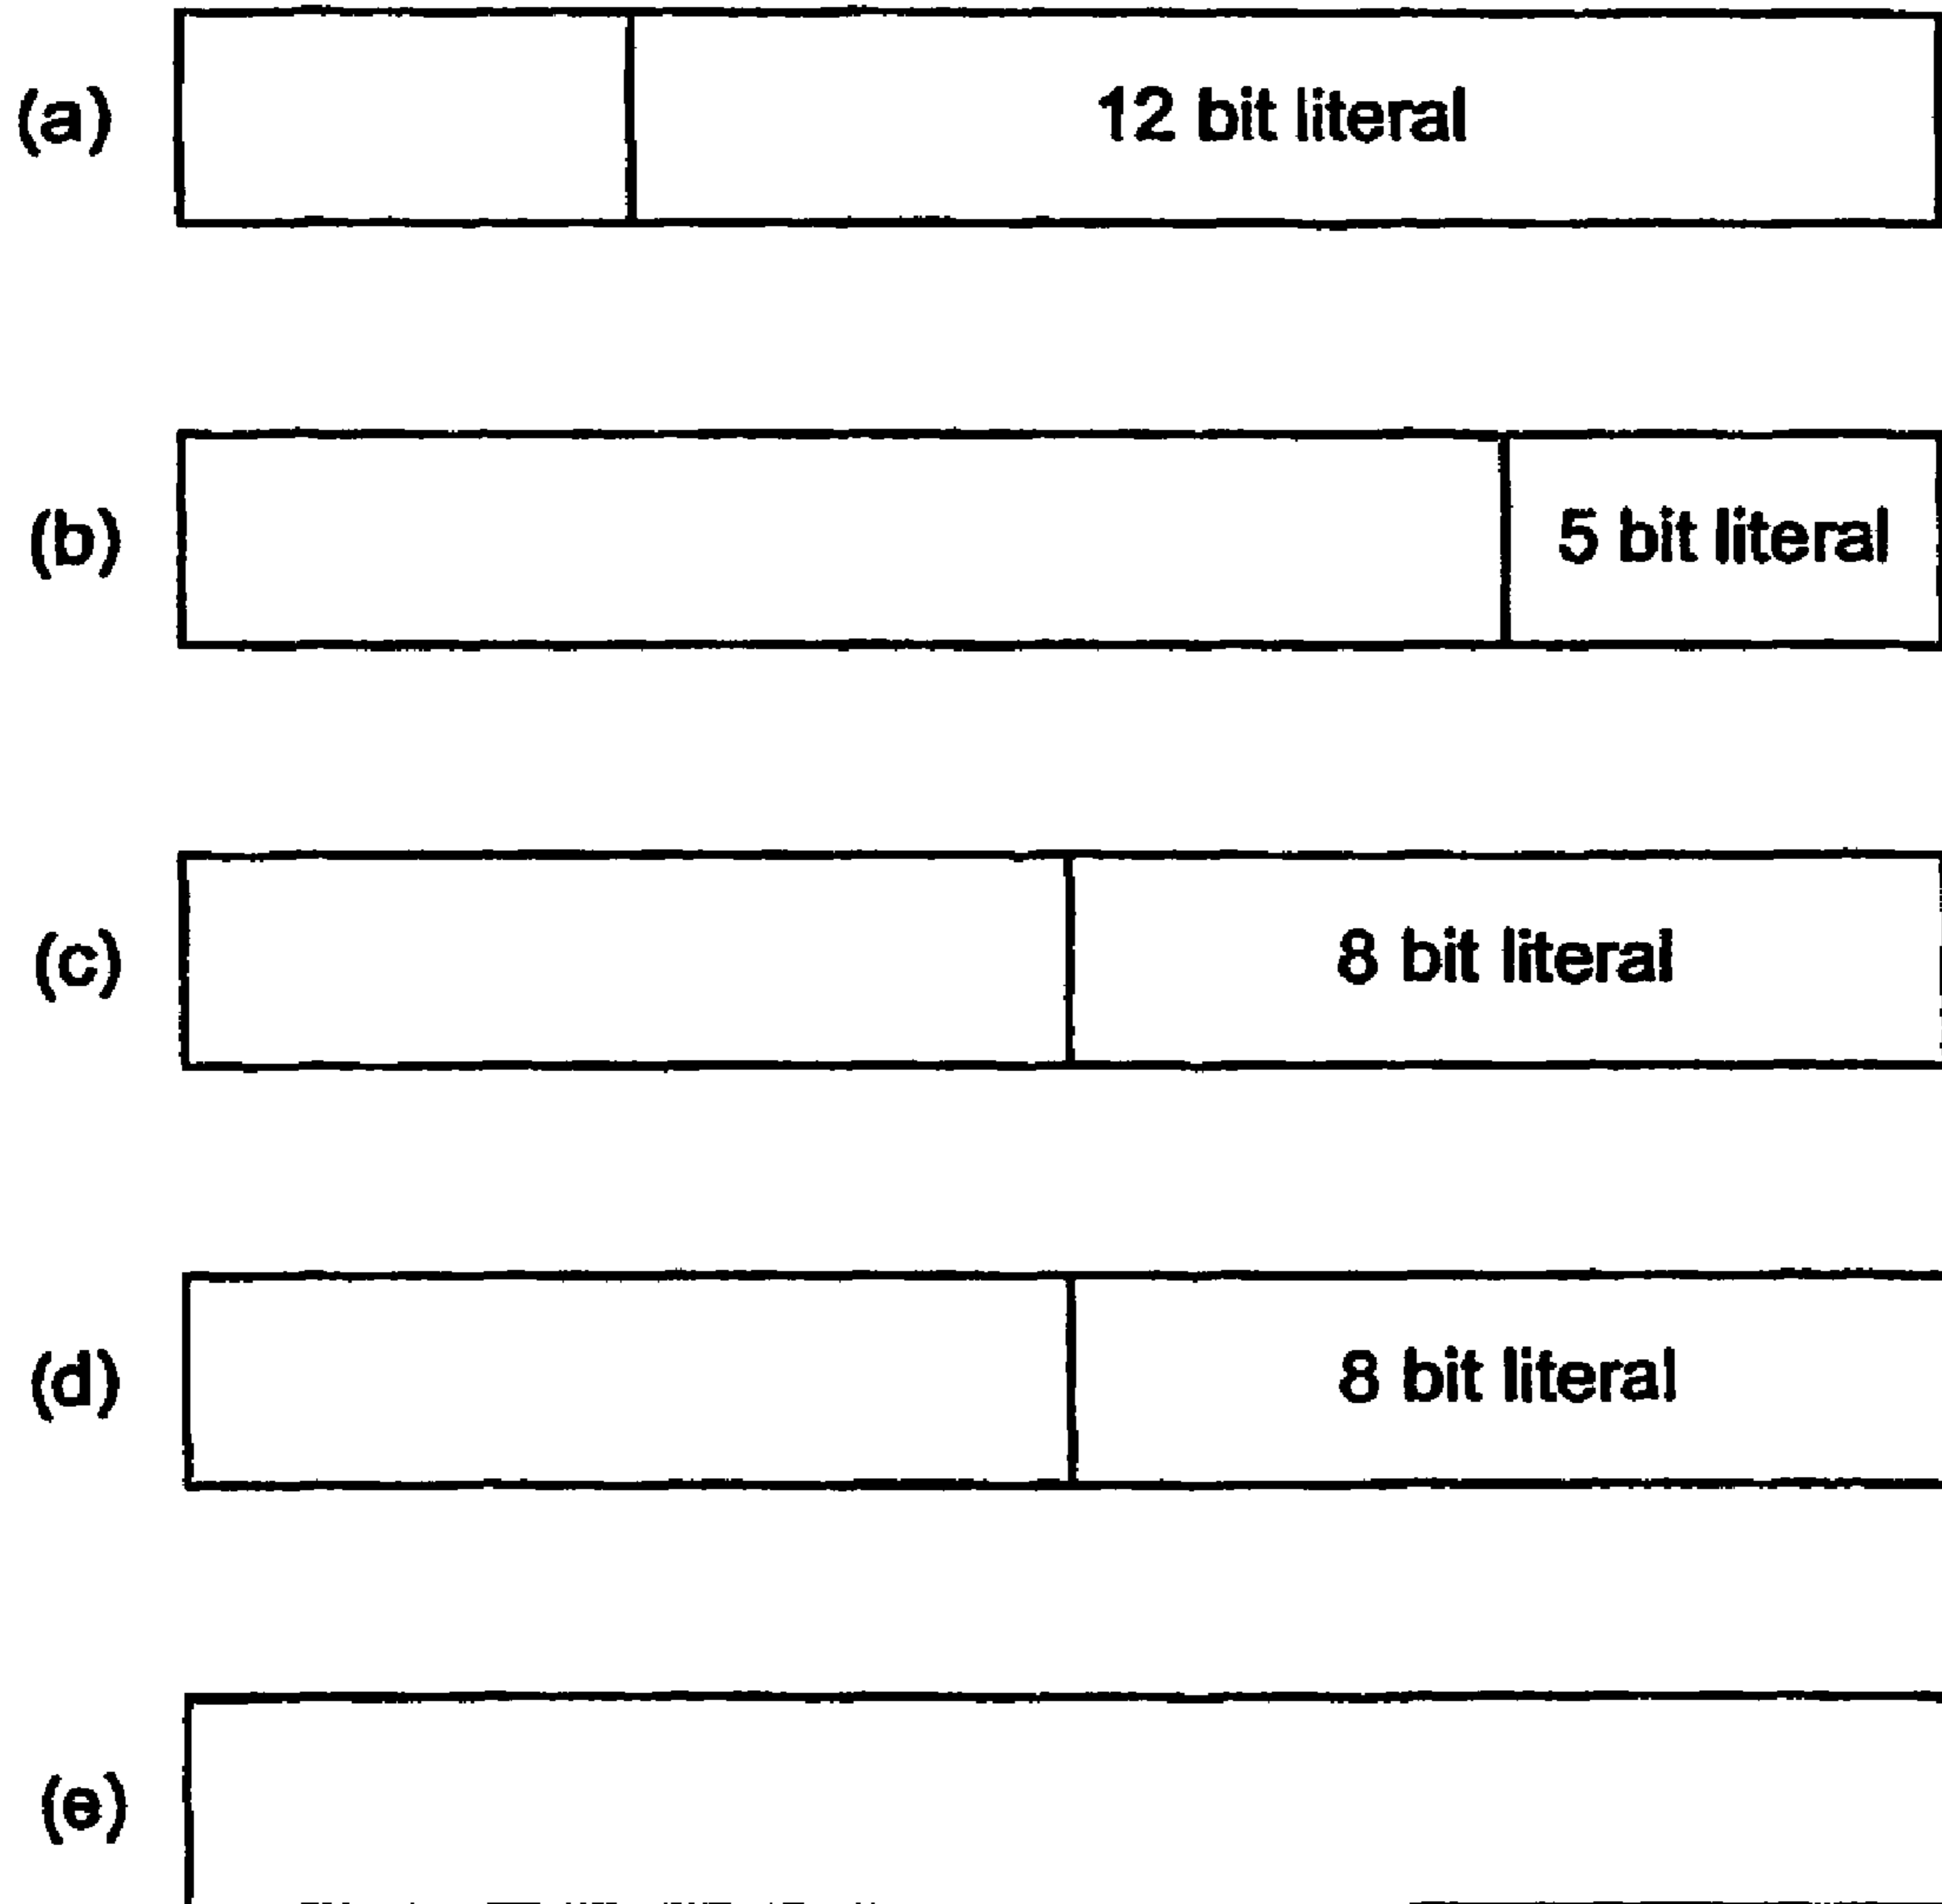 (a) 12 bit literal
(b) 5 bit literal
(c) 8 bit literal
(d) 8 bit literal
(e)